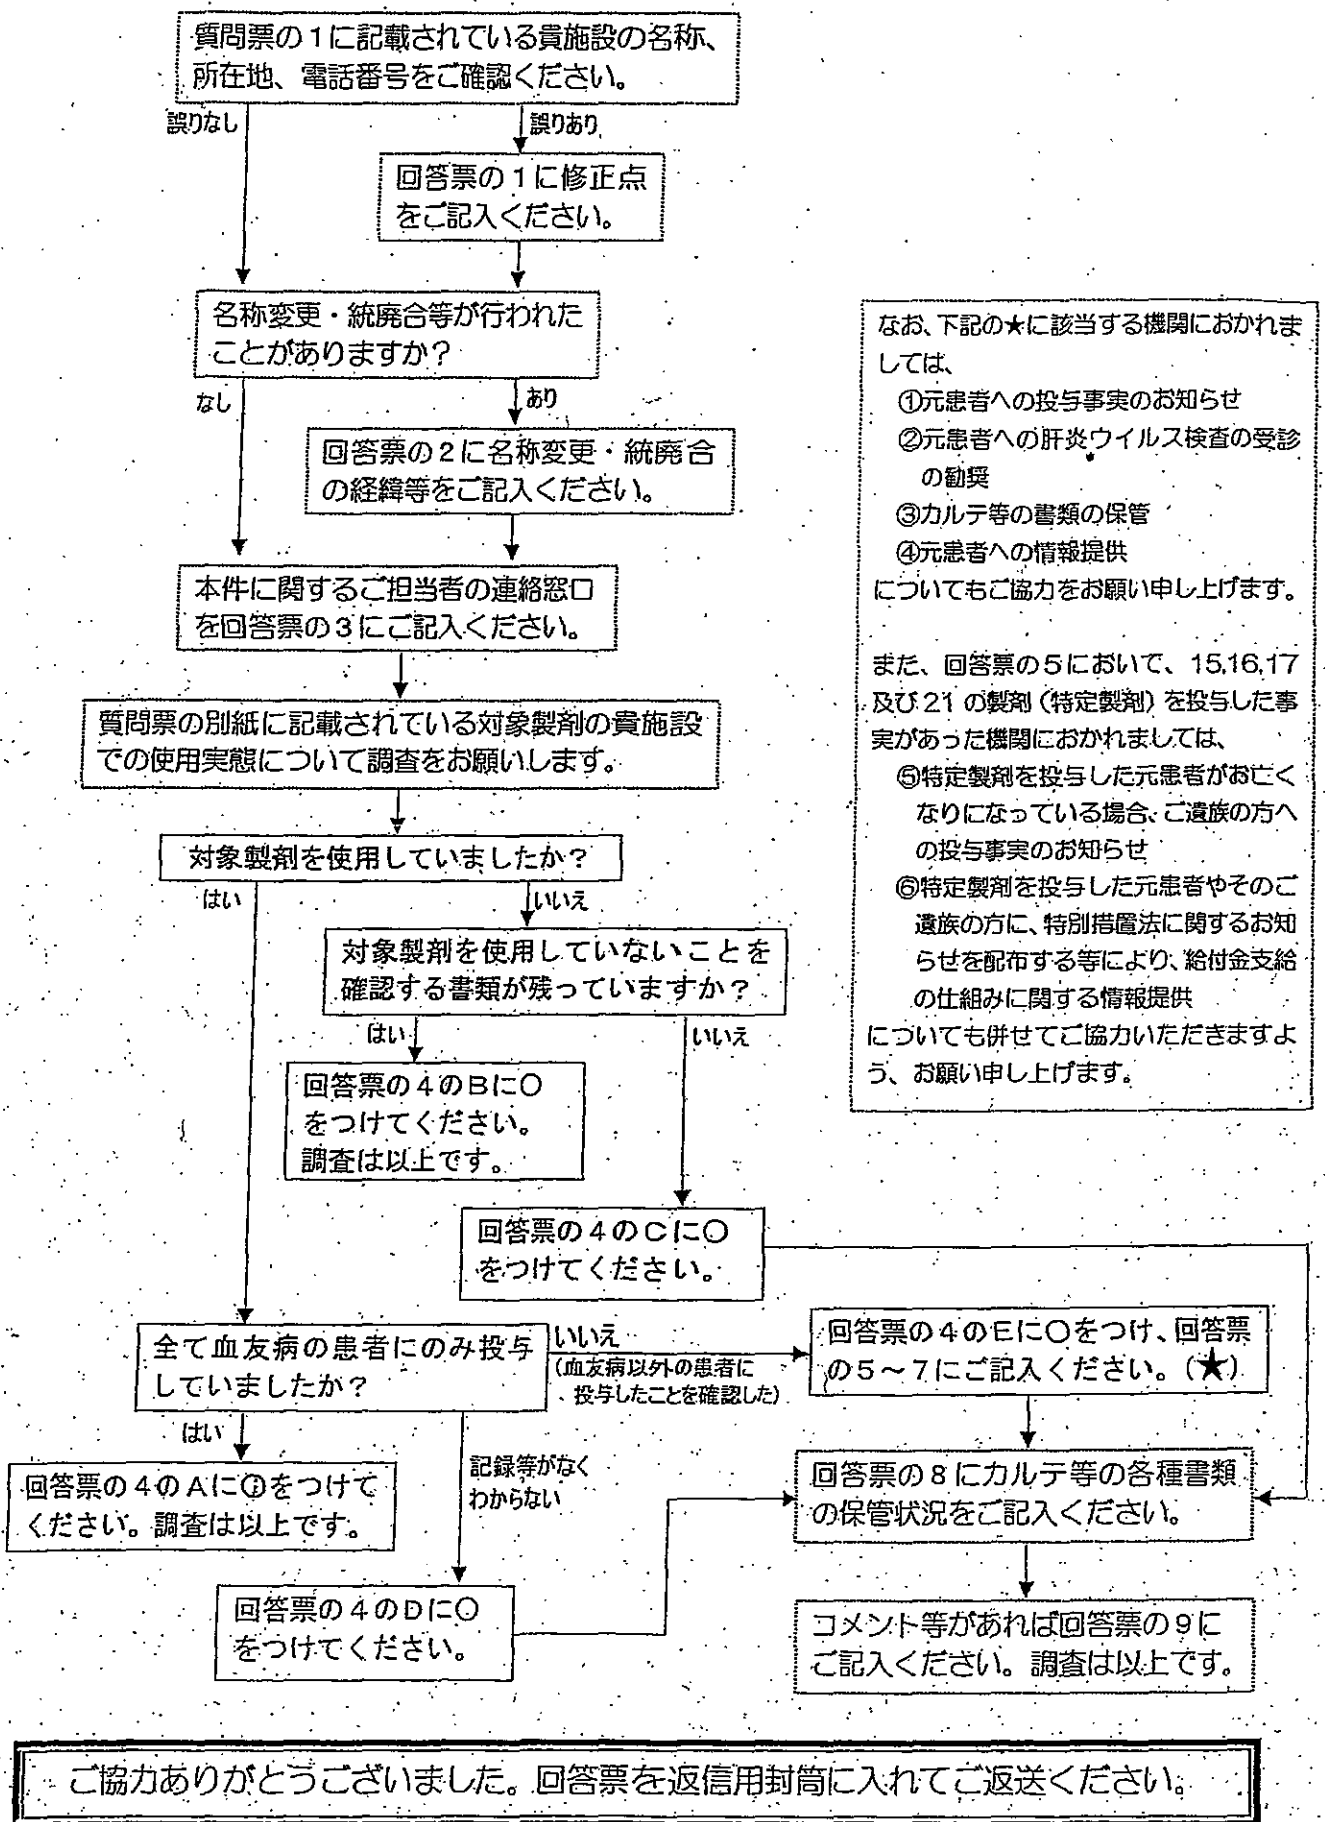 質問票の1に記載されている貴施設の名称、
所在地、電話番号をご確認ください。
誤りなし
誤りあり
回答票の1に修正点
をご記入ください。
名称変更・統廃合等が行われた
ことがありますか？
なし
あり
回答票の2に名称変更・統廃合
の経緯等をご記入ください。
本件に関するご担当者の連絡窓口
を回答票の3にご記入ください。
質問票の別紙に記載されている対象製剤の貴施設
での使用実態について調査をお願いします。
対象製剤を使用していましたか？
はい
いいえ
対象製剤を使用していないことを
確認する書類が残っていますか？
はい
いいえ
回答票の4のBに○
をつけてください。
調査は以上です。
回答票の4のCに○
をつけてください。
全て血友病の患者にのみ投与
していましたか？
いいえ
(血友病以外の患者に
投与したことを確認した)
はい
記録等がなく
わからない
回答票の4のAに○をつけて
ください。調査は以上です。
回答票の4のDに○
をつけてください。
回答票の4のEに○をつけ、回答票
の5～7にご記入ください。(★)
回答票の8にカルテ等の各種書類
の保管状況をご記入ください。
コメント等があれば回答票の9に
ご記入ください。調査は以上です。
なお、下記の★に該当する機関におかれま
しては、
①元患者への投与事実のお知らせ
②元患者への肝炎ウイルス検査の受診
の勧奨
③カルテ等の書類の保管
④元患者への情報提供
についてもご協力をお願い申し上げます。
また、回答票の5において、15,16,17
及び21の製剤（特定製剤）を投与した事
実があった機関におかれましては、
⑤特定製剤を投与した元患者がお亡く
なりになっている場合、ご遺族の方へ
の投与事実のお知らせ
⑥特定製剤を投与した元患者やそのご
遺族の方に、特別措置法に関するお知
らせを配布する等により、給付金支給
の仕組みに関する情報提供
についても併せてご協力いただきますよ
う、お願い申し上げます。
ご協力ありがとうございました。回答票を返信用封筒に入れてご返送ください。